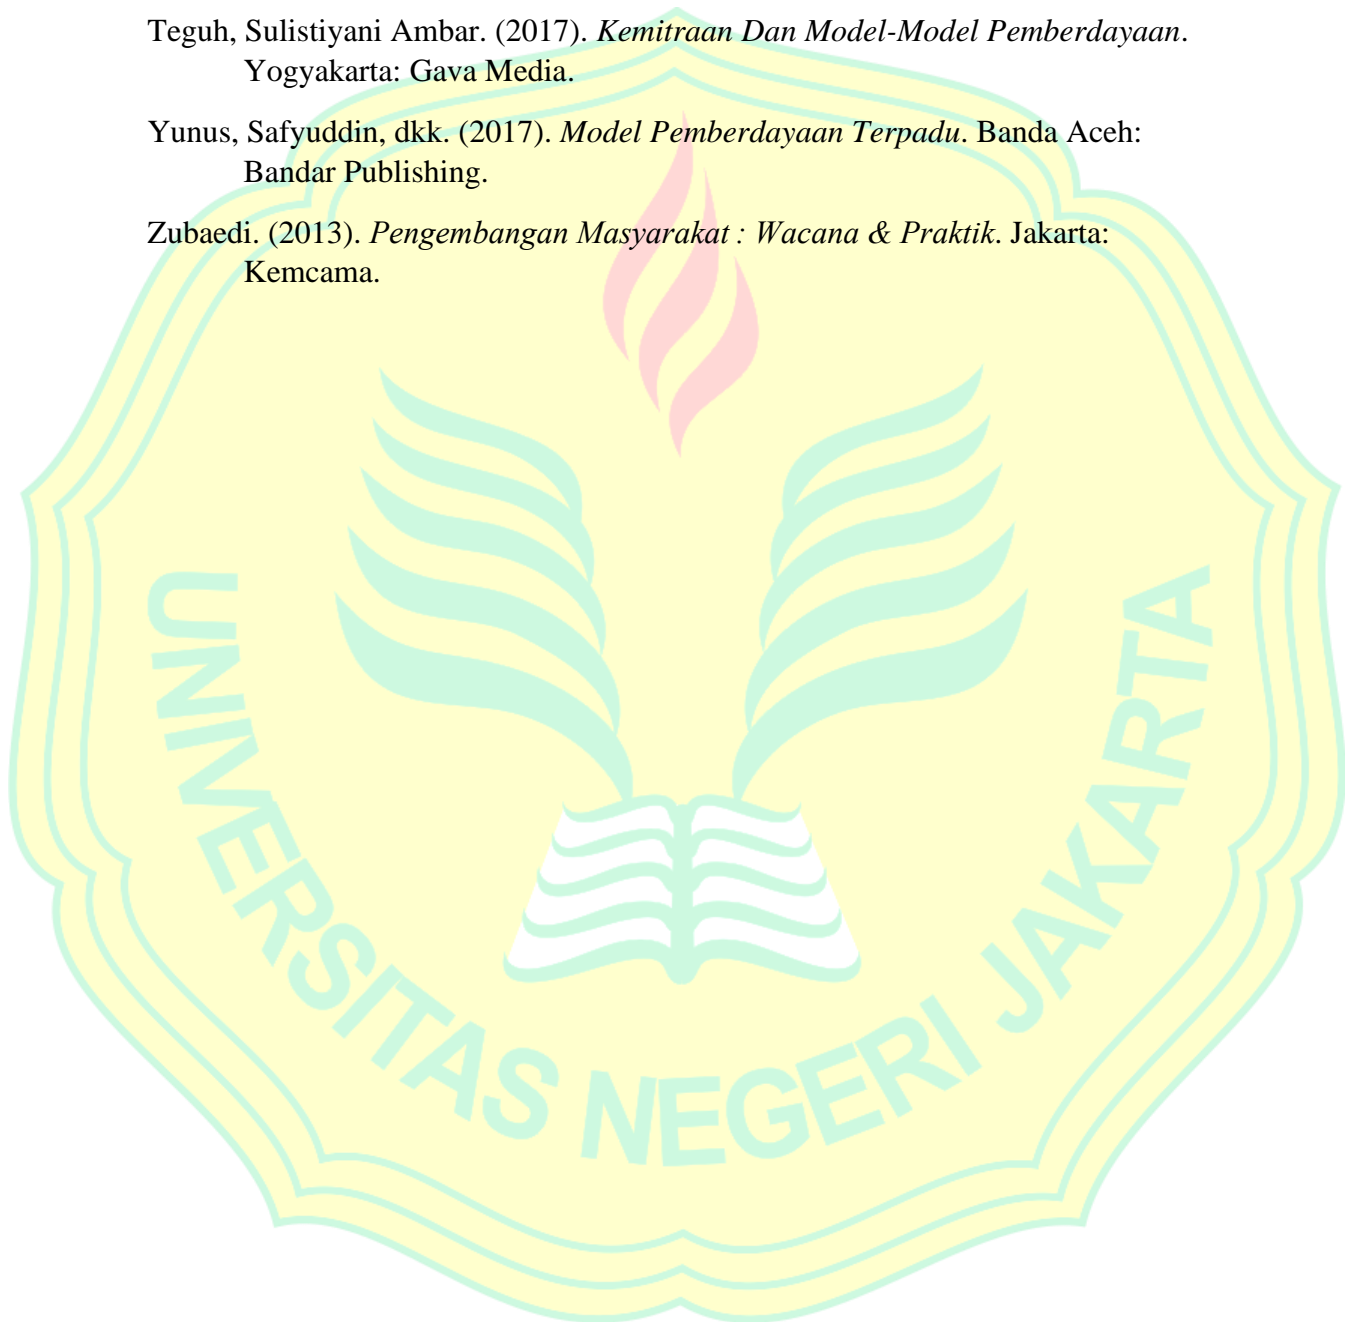 Teguh, Sulistiyani Ambar. (2017). Kemitraan Dan Model-Model Pemberdayaan.
Yogyakarta: Gava Media.
Yunus, Safyuddin, dkk. (2017). Model Pemberdayaan Terpadu. Banda Aceh:
Bandar Publishing.
Zubaedi. (2013). Pengembangan Masyarakat : Wacana & Praktik. Jakarta:
Kemcama.
UNIVERSITAS NEGERI JAKARTA